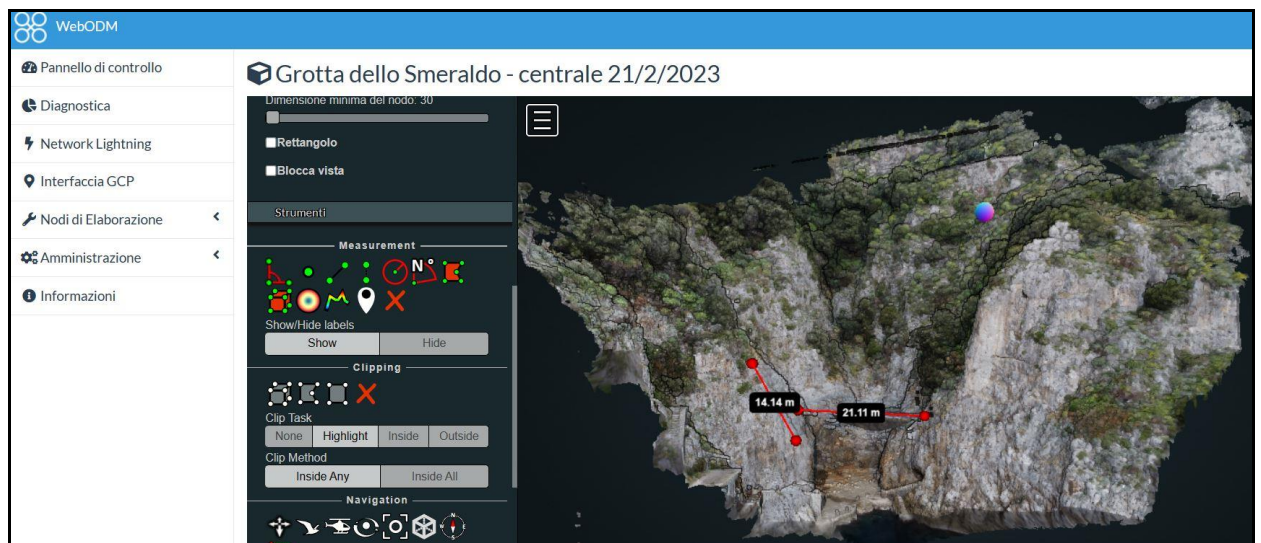 WebODM
Pannello di controllo
Diagnostica
Network Lightning
Interfaccia GCP
Nodi di Elaborazione
Amministrazione
Informazioni
Grotta dello Smeraldo - centrale 21/2/2023
Dimensione minima del nodo: 30
Rettangolo
Blocca vista
Strumenti
Measurement
N°
Show/Hide labels
Show Hide
Clipping
Clip Task
None Highlight Inside Outside
Clip Method
Inside Any Inside All
Navigation
14.14 m
21.11 m